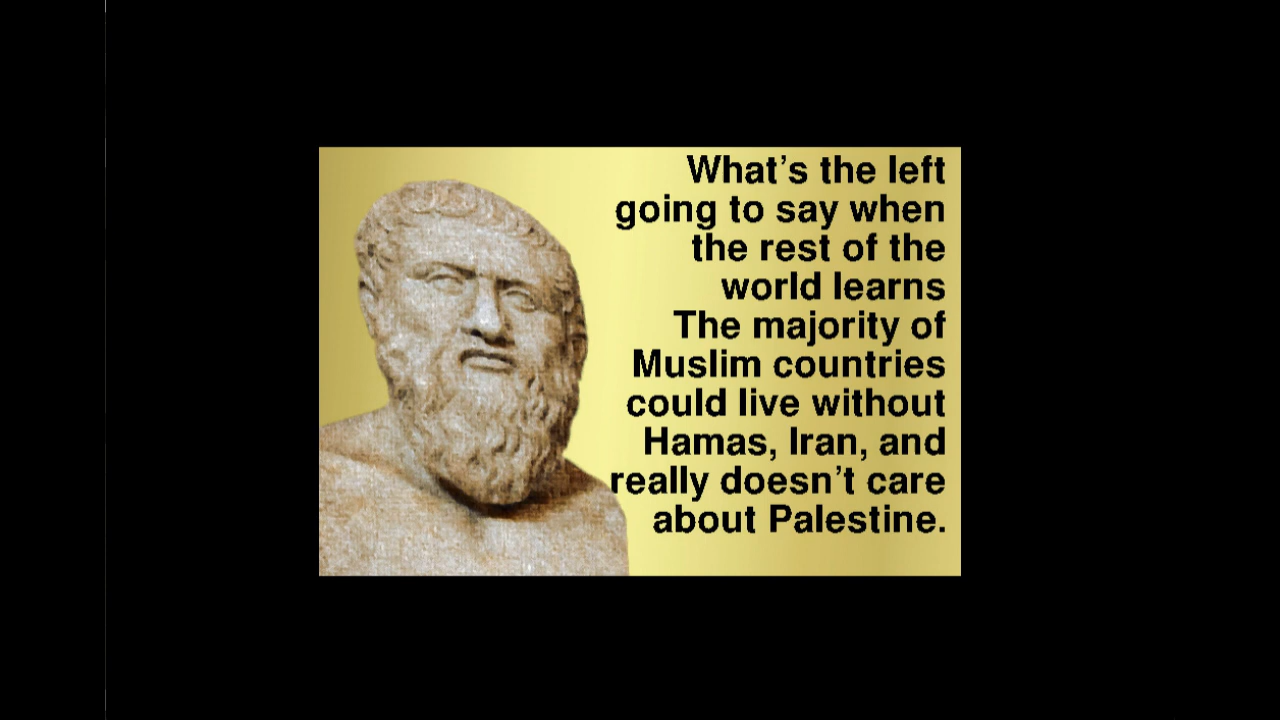 What’s the left
going to say when
the rest of the
world learns
The majority of
Muslim countries
could live without
Hamas, Iran, and
really doesn’t care
about Palestine.